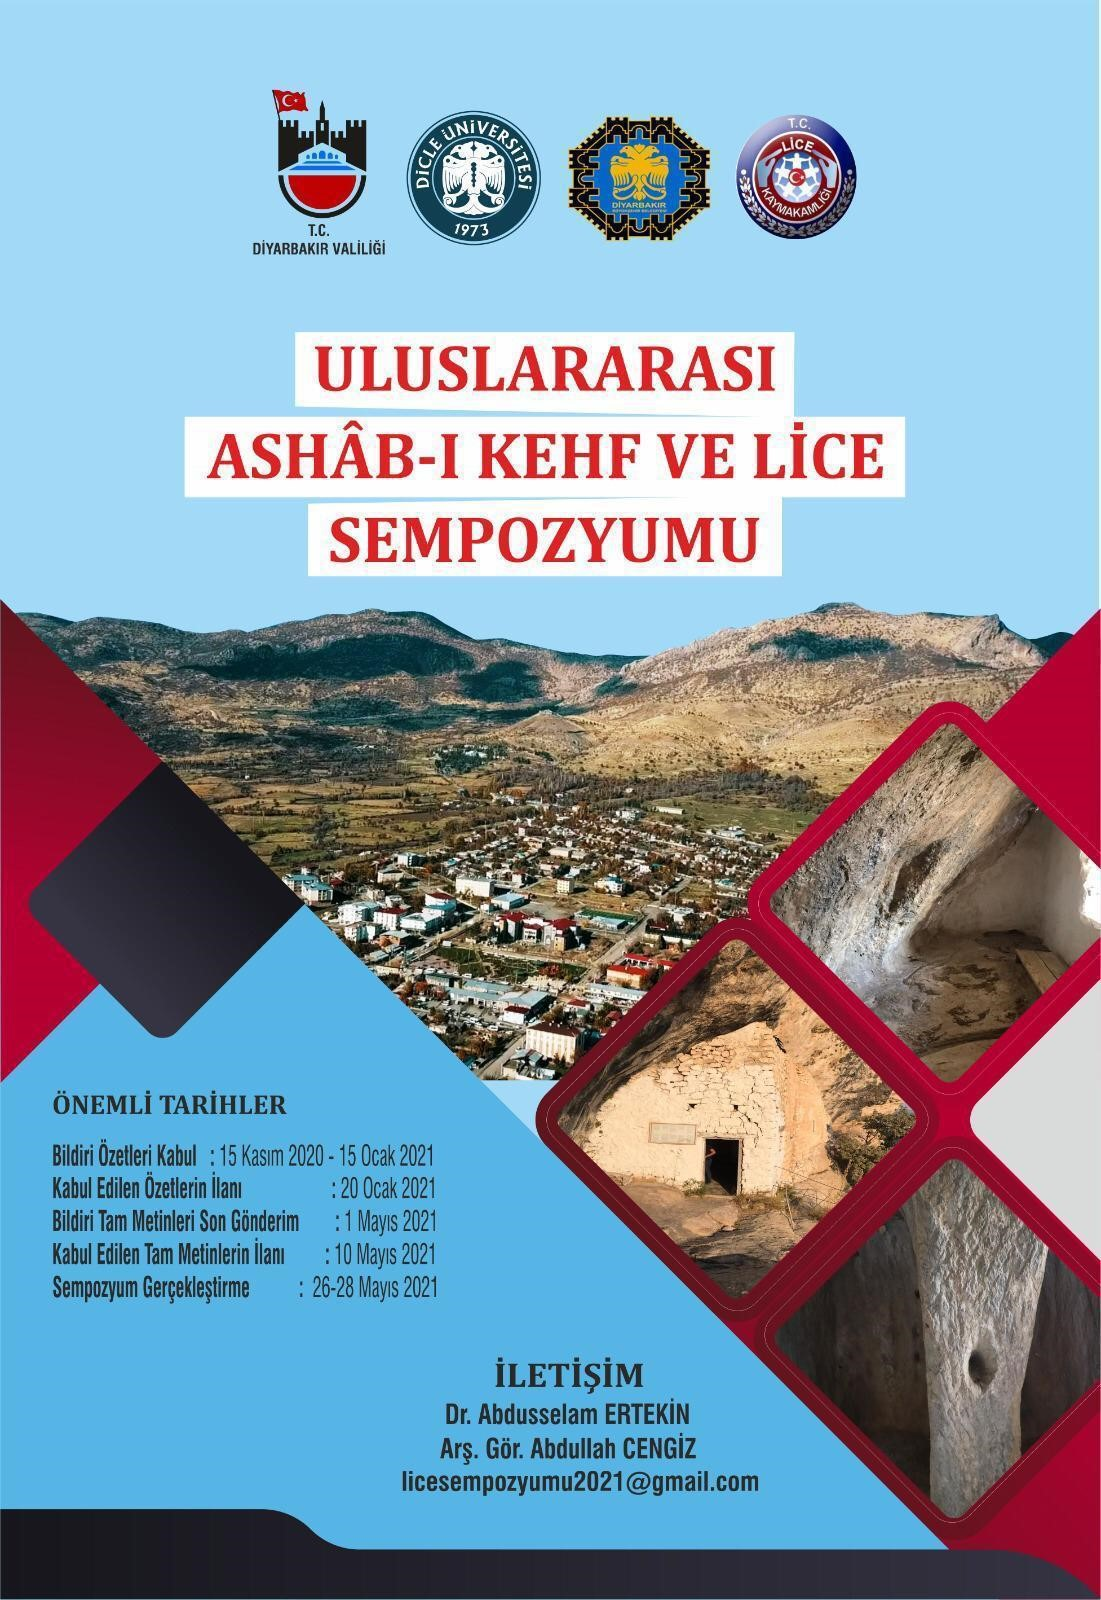 T.C.
DİYARBAKIR VALİLİĞİ
DİCLE ÜNİVERSİTESİ
1973
DİYARBAKIR
BÜYÜKŞEHİR BELEDİYESİ
T.C.
LİCE
KAYMAKAMLIĞI
ULUSLARARASI
ASHÂB-I KEHF VE LİCE
SEMPOZYUMU
ÖNEMLİ TARİHLER
Bildiri Özetleri Kabul : 15 Kasım 2020 - 15 Ocak 2021
Kabul Edilen Özetlerin İlanı : 20 Ocak 2021
Bildiri Tam Metinleri Son Gönderim : 1 Mayıs 2021
Kabul Edilen Tam Metinlerin İlanı : 10 Mayıs 2021
Sempozyum Gerçekleştirme : 26-28 Mayıs 2021
İLETİŞİM
Dr. Abdusselam ERTEKİN
Arş. Gör. Abdullah CENGİZ
licesempozyumu2021@gmail.com